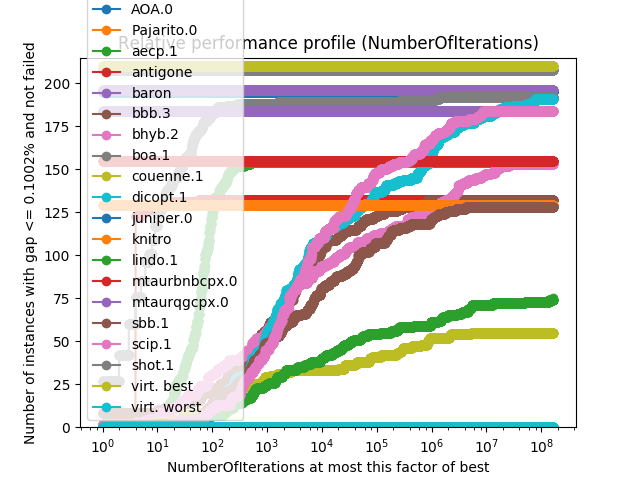 AOA.0
Pajarito.0
Relative performance profile (NumberOfIterations)
aecp.1
antigone
baron
bbb.3
bhyb.2
boa.1
couenne.1
dicopt.1
juniper.0
knitro
lindo.1
mtaurbnbcpx.0
mtaurqgcpx.0
sbb.1
scip.1
shot.1
virt. best
virt. worst
Number of instances with gap <= 0.1002% and not failed
200
175
150
125
100
75
50
25
0
10^0 10^1 10^2 10^3 10^4 10^5 10^6 10^7 10^8
NumberOfIterations at most this factor of best